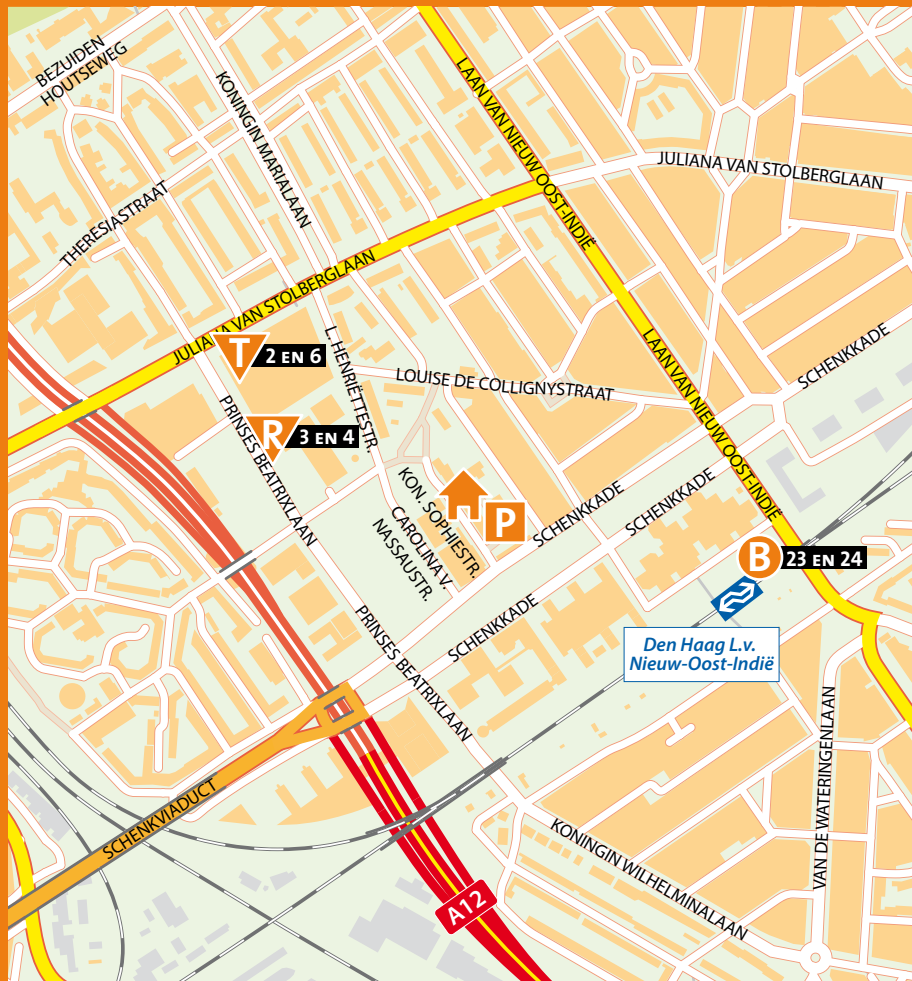 BEZUIDEN
HOUTSEWEG
KONINGIN MARIALAAN
LAAN VAN NIEUW OOST-INDIË
JULIANA VAN STOLBERGLAAN
THERESIASTRAAT
JULIANA VAN STOLBERGLAAN
T 2 EN 6
L. HENRIËTTESTR.
LOUISE DE COLLIGNYSTRAAT
LAAN VAN NIEUW OOST-INDIË
SCHENKKADE
PRINSES BEATRIXLAAN
R 3 EN 4
KON. SOPHIESTR.
CAROLINA V.
NASSAUSTR.
P
SCHENKKADE
SCHENKKADE
B 23 EN 24
SCHENKKADE
PRINSES BEATRIXLAAN
Den Haag L.v.
Nieuw-Oost-Indië
SCHENKVIADUCT
VAN DE WATERINGENLAAN
KONINGIN WILHELMINALAAN
A12